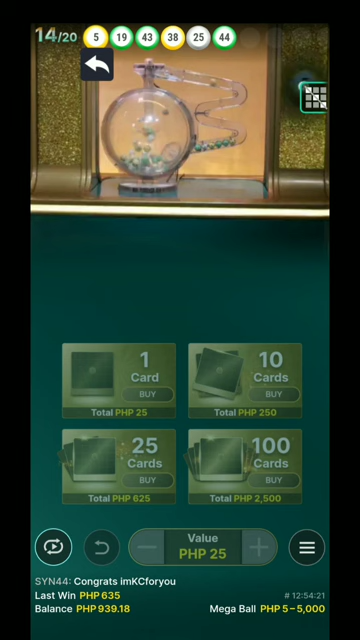 14/20 5 19 43 38 25 44
1 Card
BUY
Total PHP 25
10 Cards
BUY
Total PHP 250
25 Cards
BUY
Total PHP 625
100 Cards
BUY
Total PHP 2,500
Value
PHP 25
SYN44: Congrats imKCforyou
Last Win PHP 635
# 12:54:21
Balance PHP 939.18
Mega Ball PHP 5-5,000